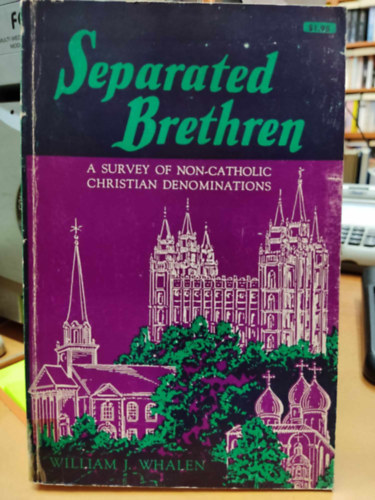 $1.95
Separated
Brethren
A SURVEY OF NON-CATHOLIC
CHRISTIAN DENOMINATIONS
WILLIAM J. WHALEN